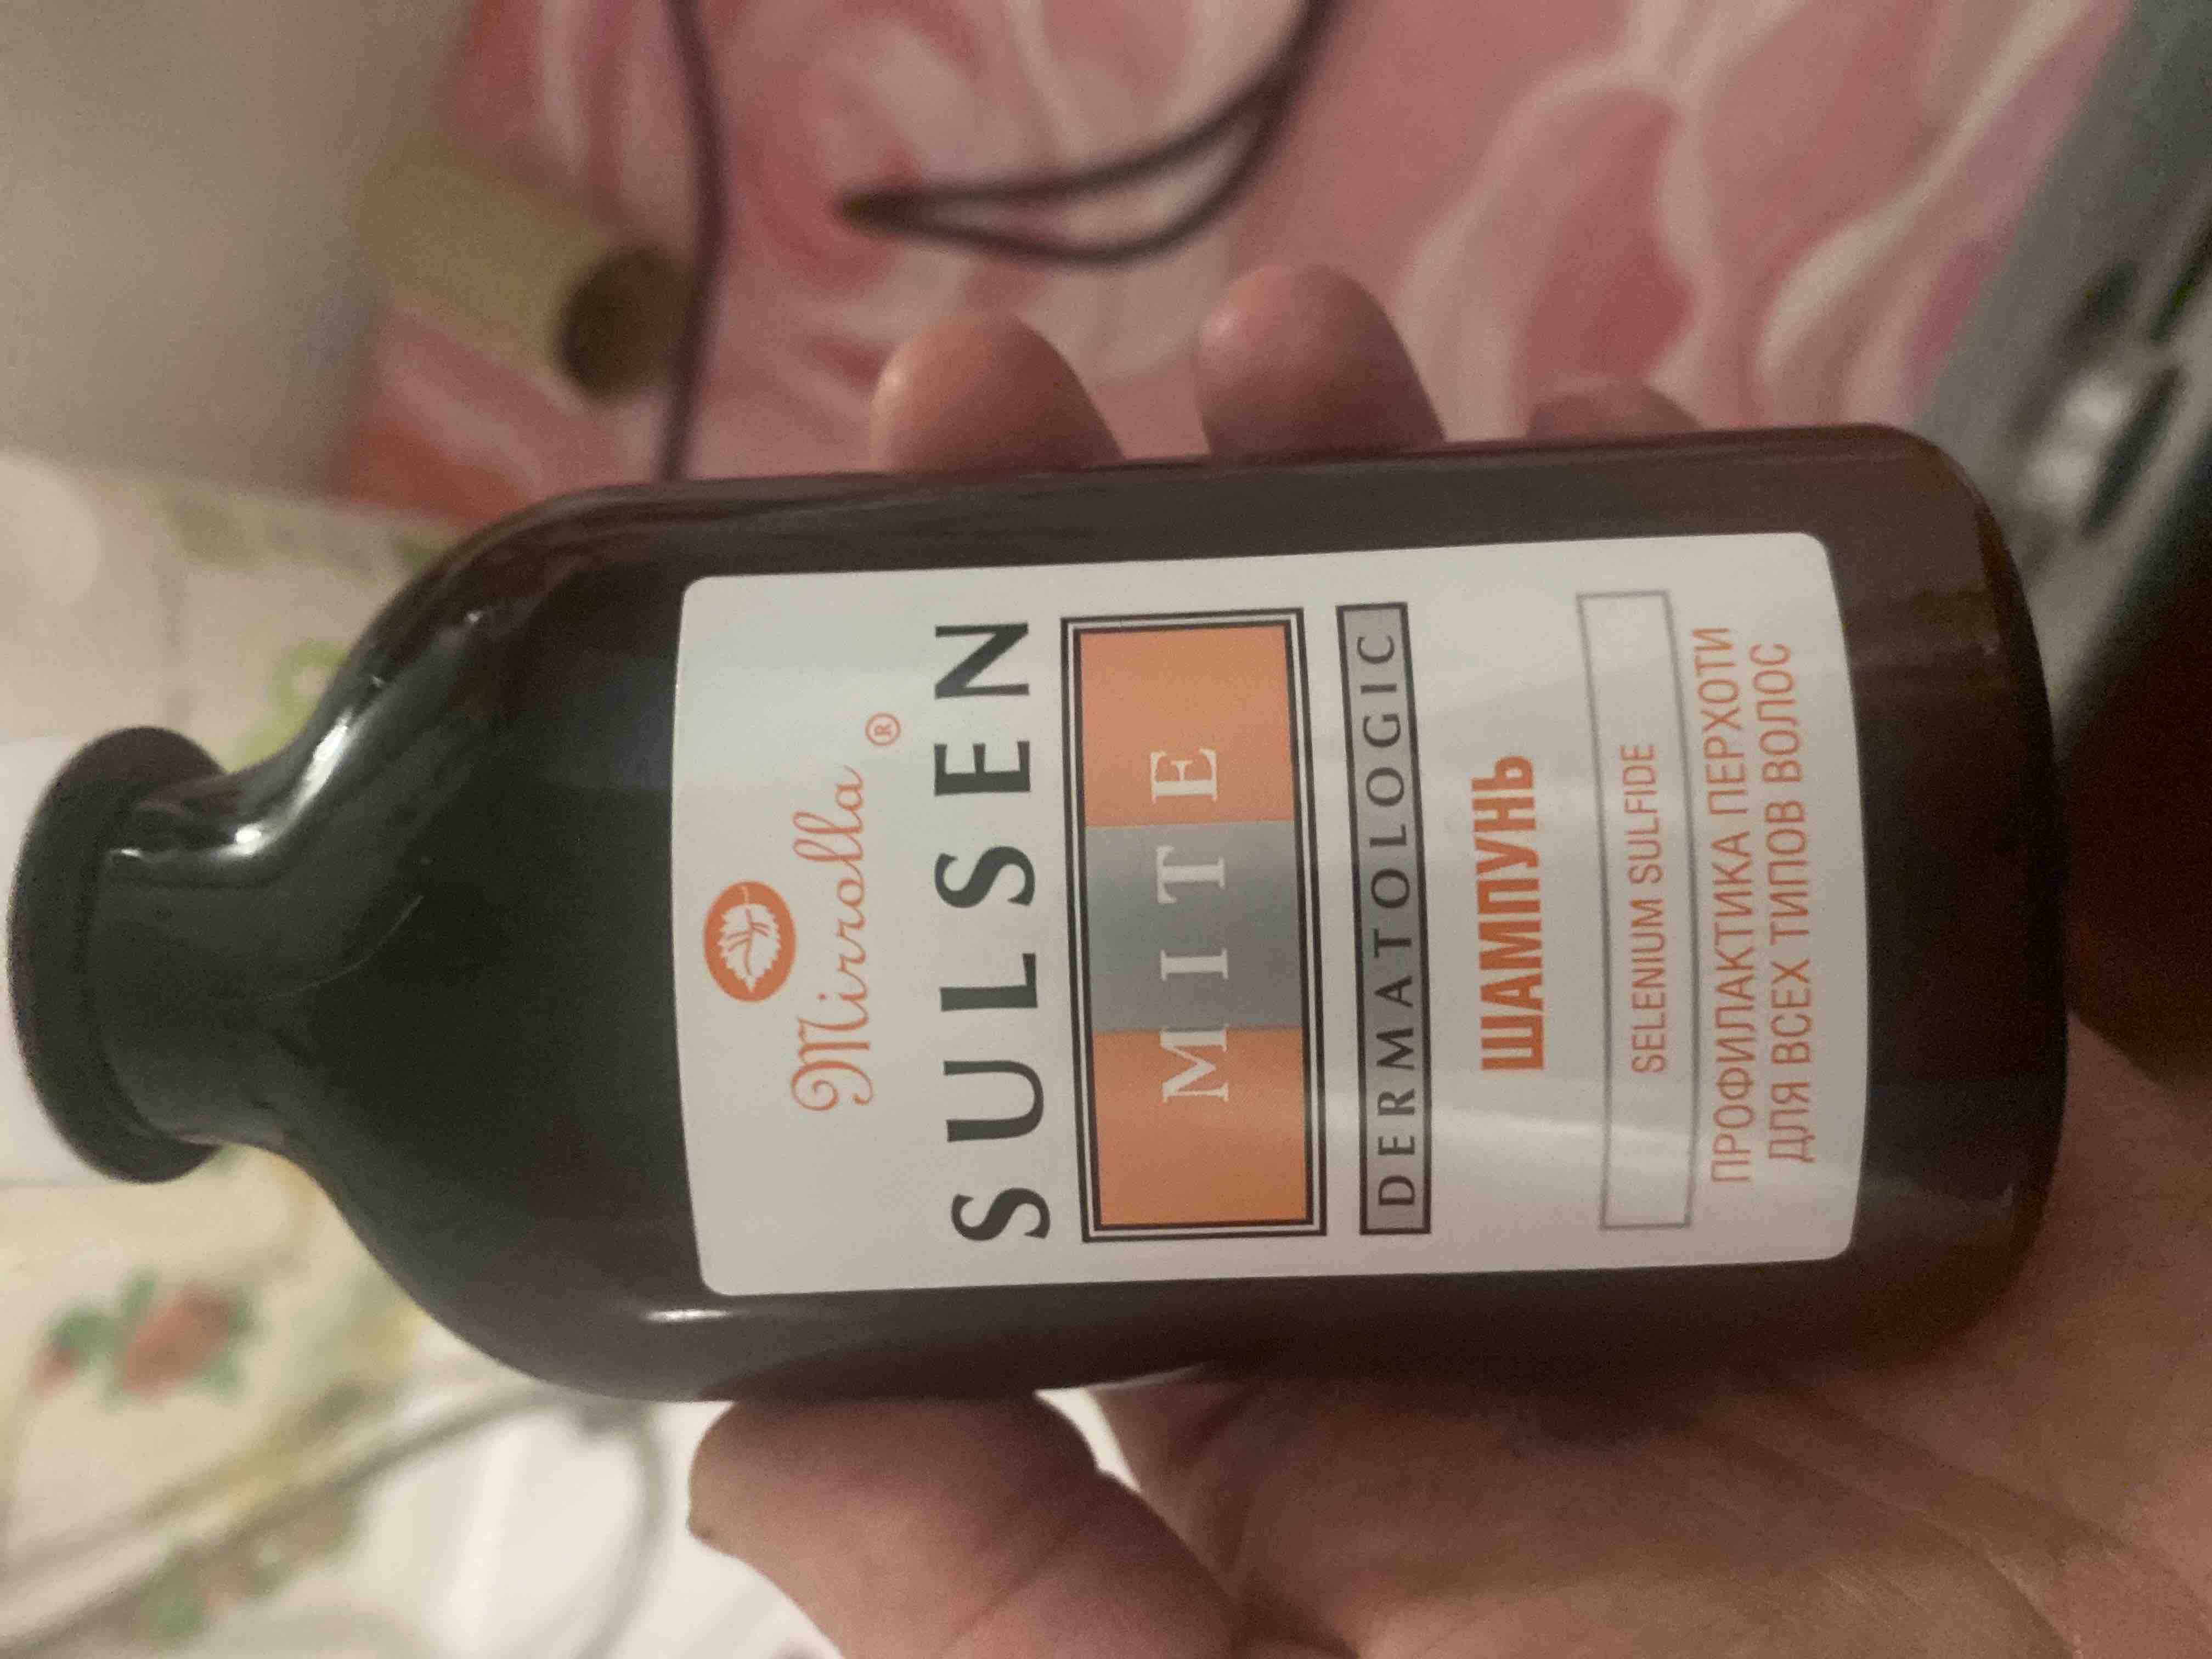 Mirrolla ®
SULSEN
MITE
DERMATOLOGIC
ШАМПУНЬ
SELENIUM SULFIDE
ПРОФИЛАКТИКА ПЕРХОТИ
ДЛЯ ВСЕХ ТИПОВ ВОЛОС